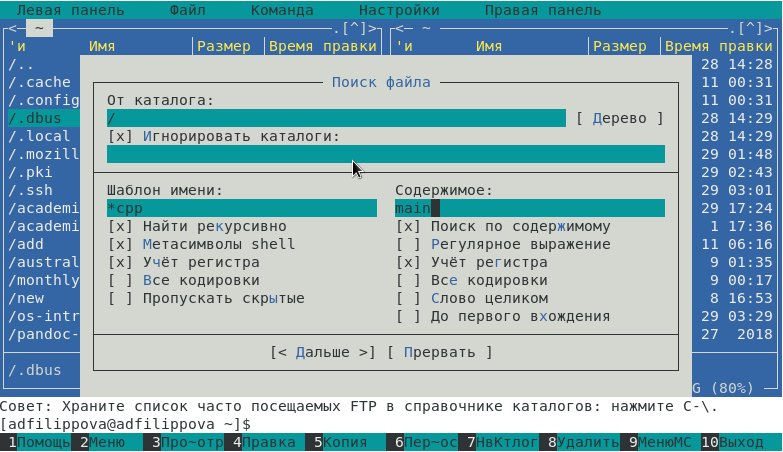 Левая панель Файл Команда Настройки Правая панель
<— ~ .[^]> <— ~ .[^]>
'и Имя Размер Время правки 'и Имя Размер Время правки
/.. 28 14:28
Поиск файла
/.cache 11 00:31
От каталога:
/.config 11 00:31
/.dbus / [ Дерево ] 28 14:29
/.local [x] Игнорировать каталоги: 28 14:29
/.mozill 29 01:48
/.pki 29 02:43
/.ssh Шаблон имени: Содержимое: 29 03:01
/academi *cpp main 29 17:24
/academi [x] Найти рекурсивно [x] Поиск по содержимому 1 17:36
/add [x] Метасимволы shell [ ] Регулярное выражение 11 06:16
/austral [x] Учёт регистра [x] Учёт регистра 9 01:35
/monthly [ ] Все кодировки [ ] Все кодировки 9 00:17
/new [ ] Пропускать скрытые [ ] Слово целиком 8 16:53
/os-intr [ ] До первого вхождения 29 03:29
/pandoc- 27 2018
/.dbus [< Дальше >] [ Прервать ]
G (80%)
Совет: Храните список часто посещаемых FTP в справочнике каталогов: нажмите C-\.
[adfilippova@adfilippova ~]$
1Помощь 2Меню 3Про~отр 4Правка 5Копия 6Пер~ос 7НвКтлог 8Удалить 9МенюМС 10Выход